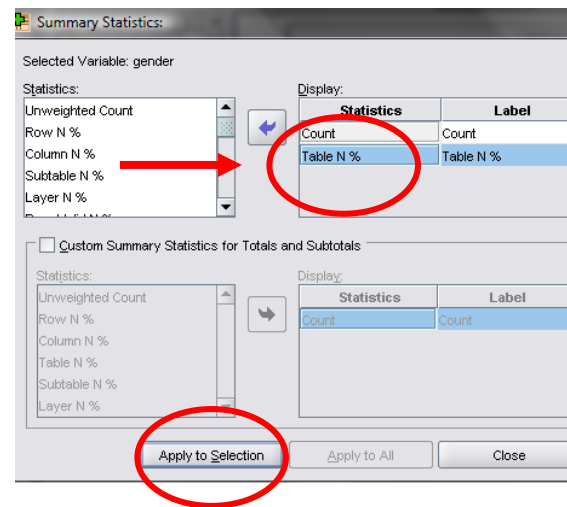 Summary Statistics:
Selected Variable: gender
Statistics:
Unweighted Count
Row N %
Column N %
Subtable N %
Layer N %
Display:
Statistics Label
Count Count
Table N % Table N %
Custom Summary Statistics for Totals and Subtotals
Statistics:
Unweighted Count
Row N %
Column N %
Table N %
Subtable N %
Layer N %
Display:
Statistics Label
Count Count
Apply to Selection Apply to All Close